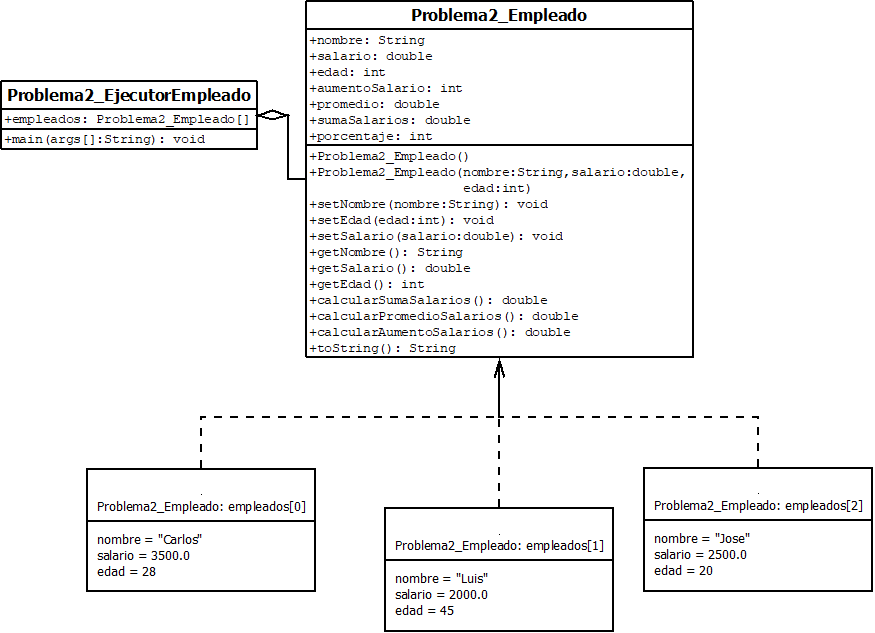 Problema2_Empleado
+nombre: String
+salario: double
+edad: int
+aumentoSalario: int
+promedio: double
+sumaSalarios: double
+porcentaje: int
+Problema2_Empleado()
+Problema2_Empleado(nombre:String,salario:double,
edad:int)
+setNombre(nombre:String): void
+setEdad(edad:int): void
+setSalario(salario:double): void
+getNombre(): String
+getSalario(): double
+getEdad(): int
+calcularSumaSalarios(): double
+calcularPromedioSalarios(): double
+calcularAumentoSalarios(): double
+toString(): String
Problema2_EjecutorEmpleado
+empleados: Problema2_Empleado[]
+main(args[]:String): void
Problema2_Empleado: empleados[0]
nombre = "Carlos"
salario = 3500.0
edad = 28
Problema2_Empleado: empleados[1]
nombre = "Luis"
salario = 2000.0
edad = 45
Problema2_Empleado: empleados[2]
nombre = "Jose"
salario = 2500.0
edad = 20